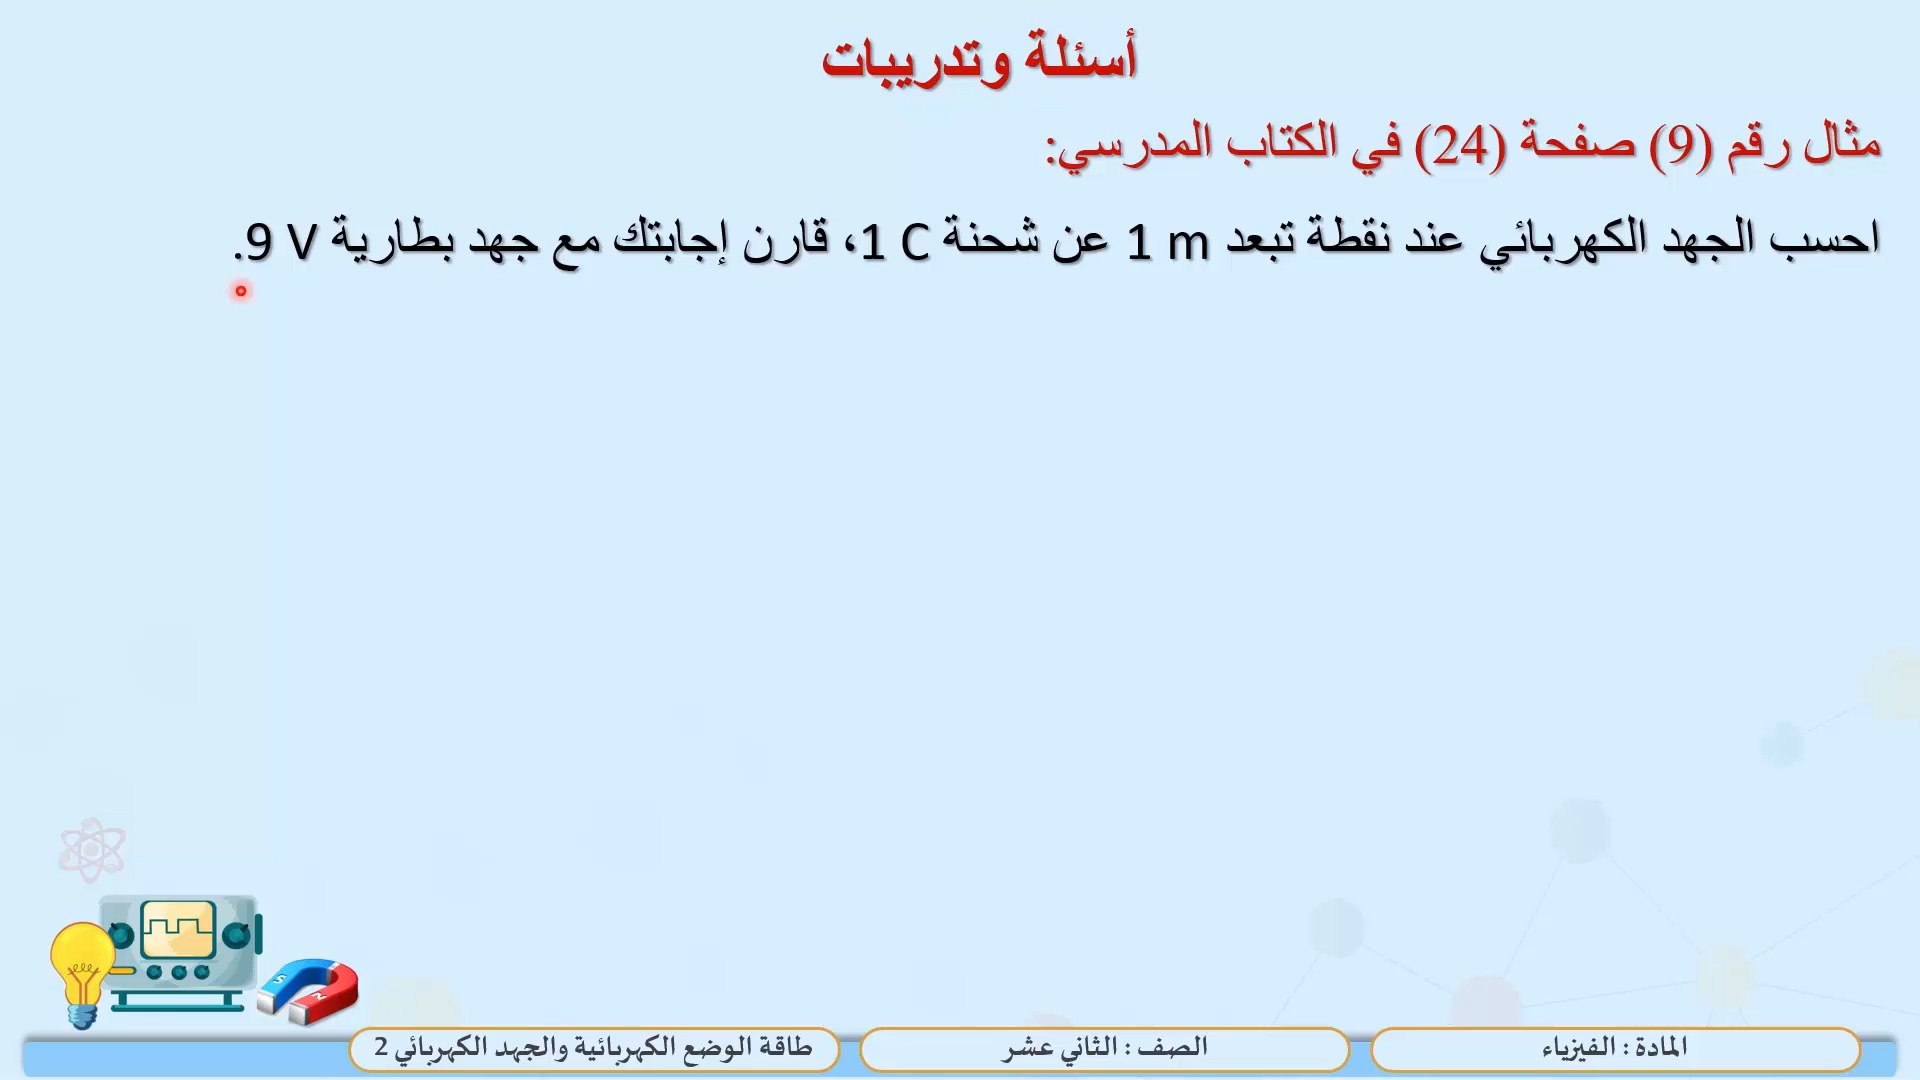 أسئلة وتدريبات
مثال رقم (9) صفحة (24) في الكتاب المدرسي:
احسب الجهد الكهربائي عند نقطة تبعد 1 m عن شحنة 1 C، قارن إجابتك مع جهد بطارية 9 V.
S
N
المادة : الفيزياء
الصف : الثاني عشر
طاقة الوضع الكهربائية والجهد الكهربائي 2